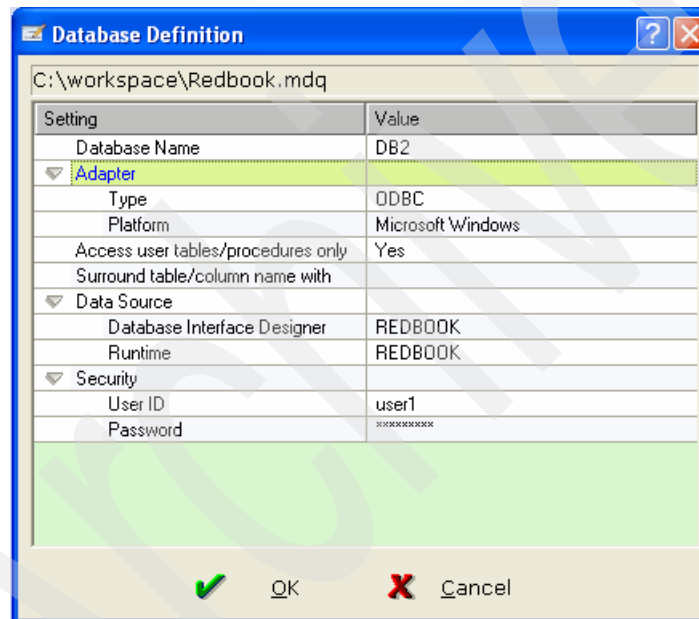 Database Definition
C:\workspace\Redbook.mdq
Setting Value
Database Name DB2
Adapter
Type ODBC
Platform Microsoft Windows
Access user tables/procedures only Yes
Surround table/column name with
Data Source
Database Interface Designer REDBOOK
Runtime REDBOOK
Security
User ID user1
Password *********
OK Cancel